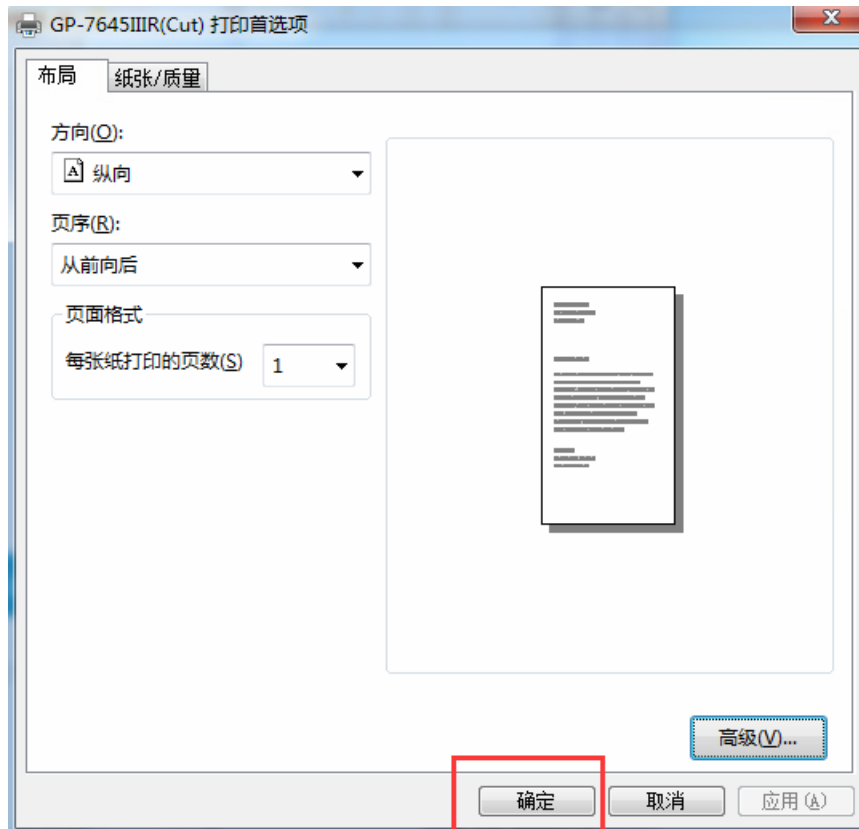 GP-7645IIIR(Cut) 打印首选项
布局
纸张/质量
方向(O):
纵向
页序(R):
从前向后
页面格式
每张纸打印的页数(S)
1
高级(V)...
确定
取消
应用(A)